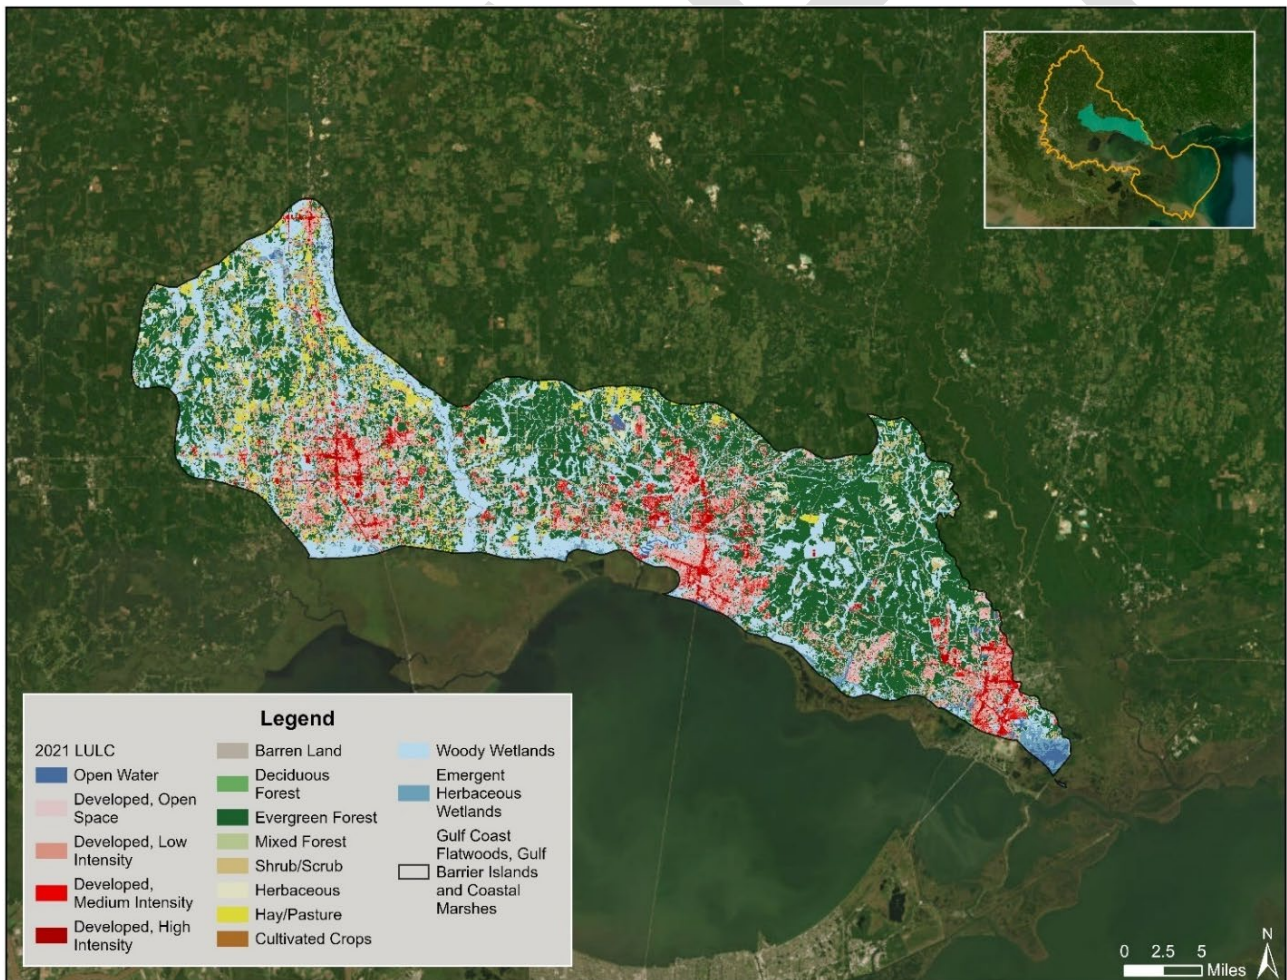 Legend
2021 LULC
Open Water
Developed, Open
Space
Developed, Low
Intensity
Developed,
Medium Intensity
Developed, High
Intensity
Barren Land
Deciduous
Forest
Evergreen Forest
Mixed Forest
Shrub/Scrub
Herbaceous
Hay/Pasture
Cultivated Crops
Woody Wetlands
Emergent
Herbaceous
Wetlands
Gulf Coast
Flatwoods, Gulf
Barrier Islands
and Coastal
Marshes
N
0 2.5 5
Miles